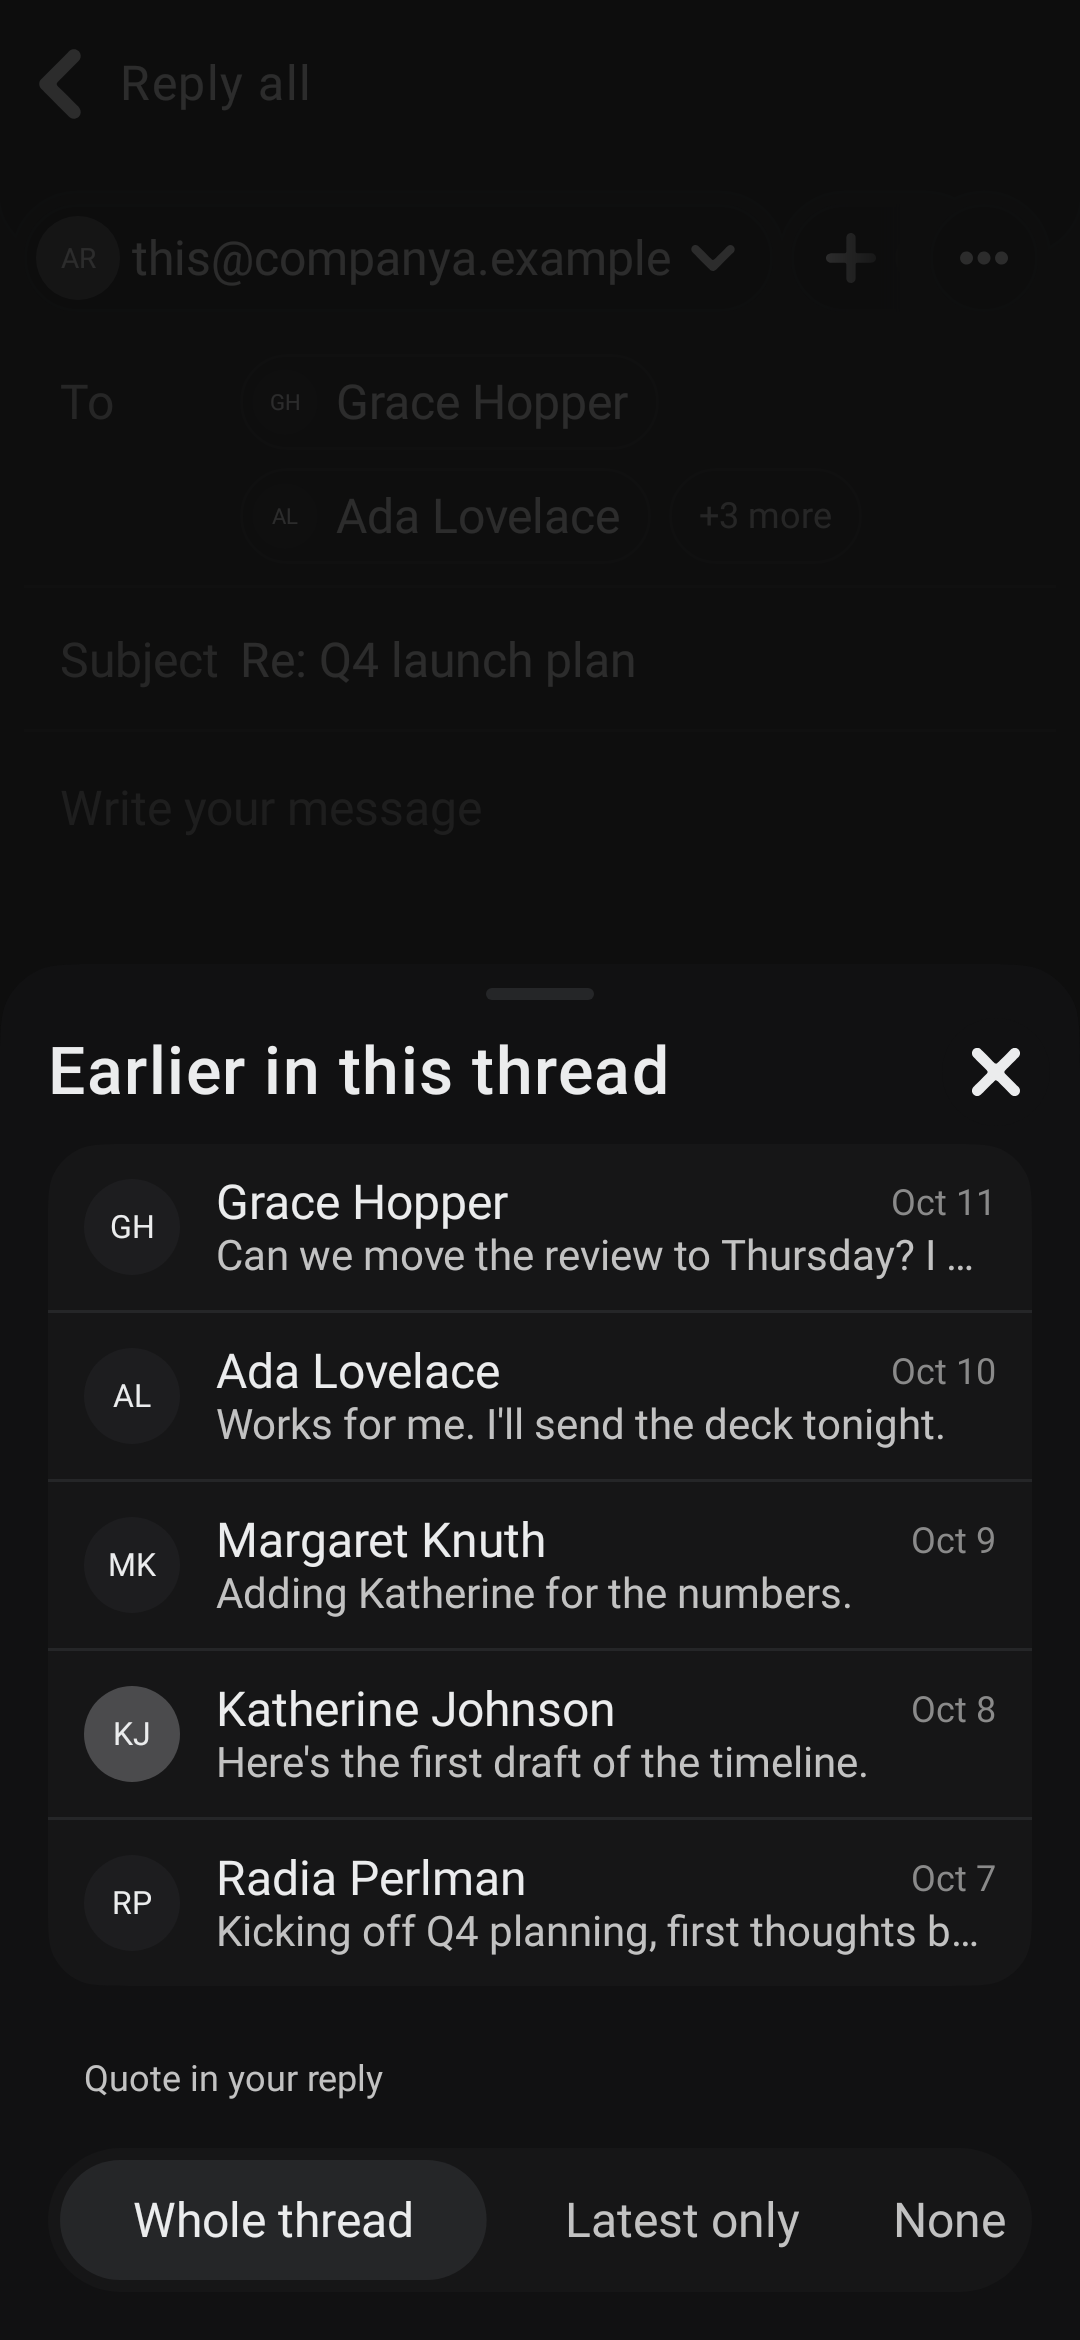 Reply all
AR this@companya.example
To GH Grace Hopper
AL Ada Lovelace +3 more
Subject Re: Q4 launch plan
Write your message
Earlier in this thread
GH Grace Hopper Oct 11
Can we move the review to Thursday? I ...
AL Ada Lovelace Oct 10
Works for me. I'll send the deck tonight.
MK Margaret Knuth Oct 9
Adding Katherine for the numbers.
KJ Katherine Johnson Oct 8
Here's the first draft of the timeline.
RP Radia Perlman Oct 7
Kicking off Q4 planning, first thoughts b...
Quote in your reply
Whole thread Latest only None